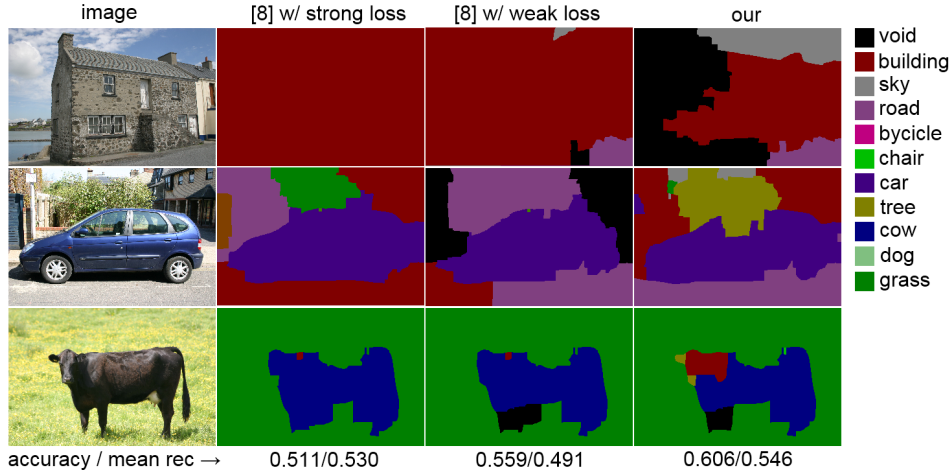 image [8] w/ strong loss [8] w/ weak loss our
void
building
sky
road
bycicle
chair
car
tree
cow
dog
grass
accuracy / mean rec → 0.511/0.530 0.559/0.491 0.606/0.546